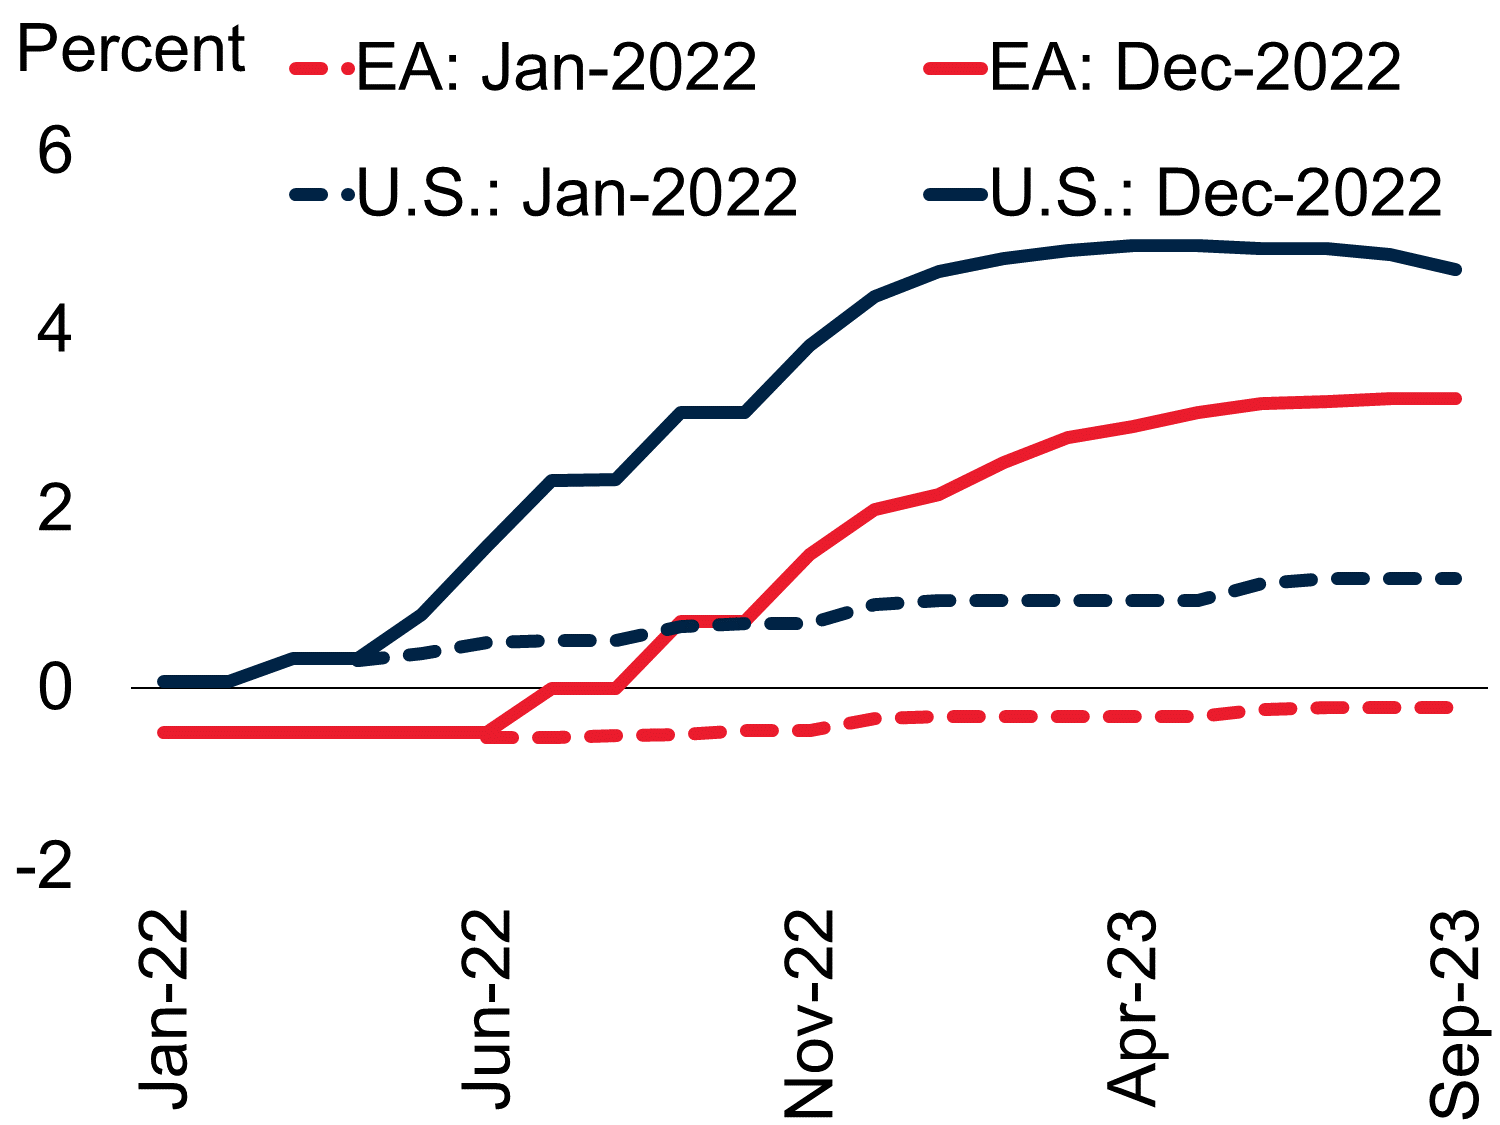 Percent
EA: Jan-2022
EA: Dec-2022
U.S.: Jan-2022
U.S.: Dec-2022
6
4
2
0
-2
Jan-22
Jun-22
Nov-22
Apr-23
Sep-23